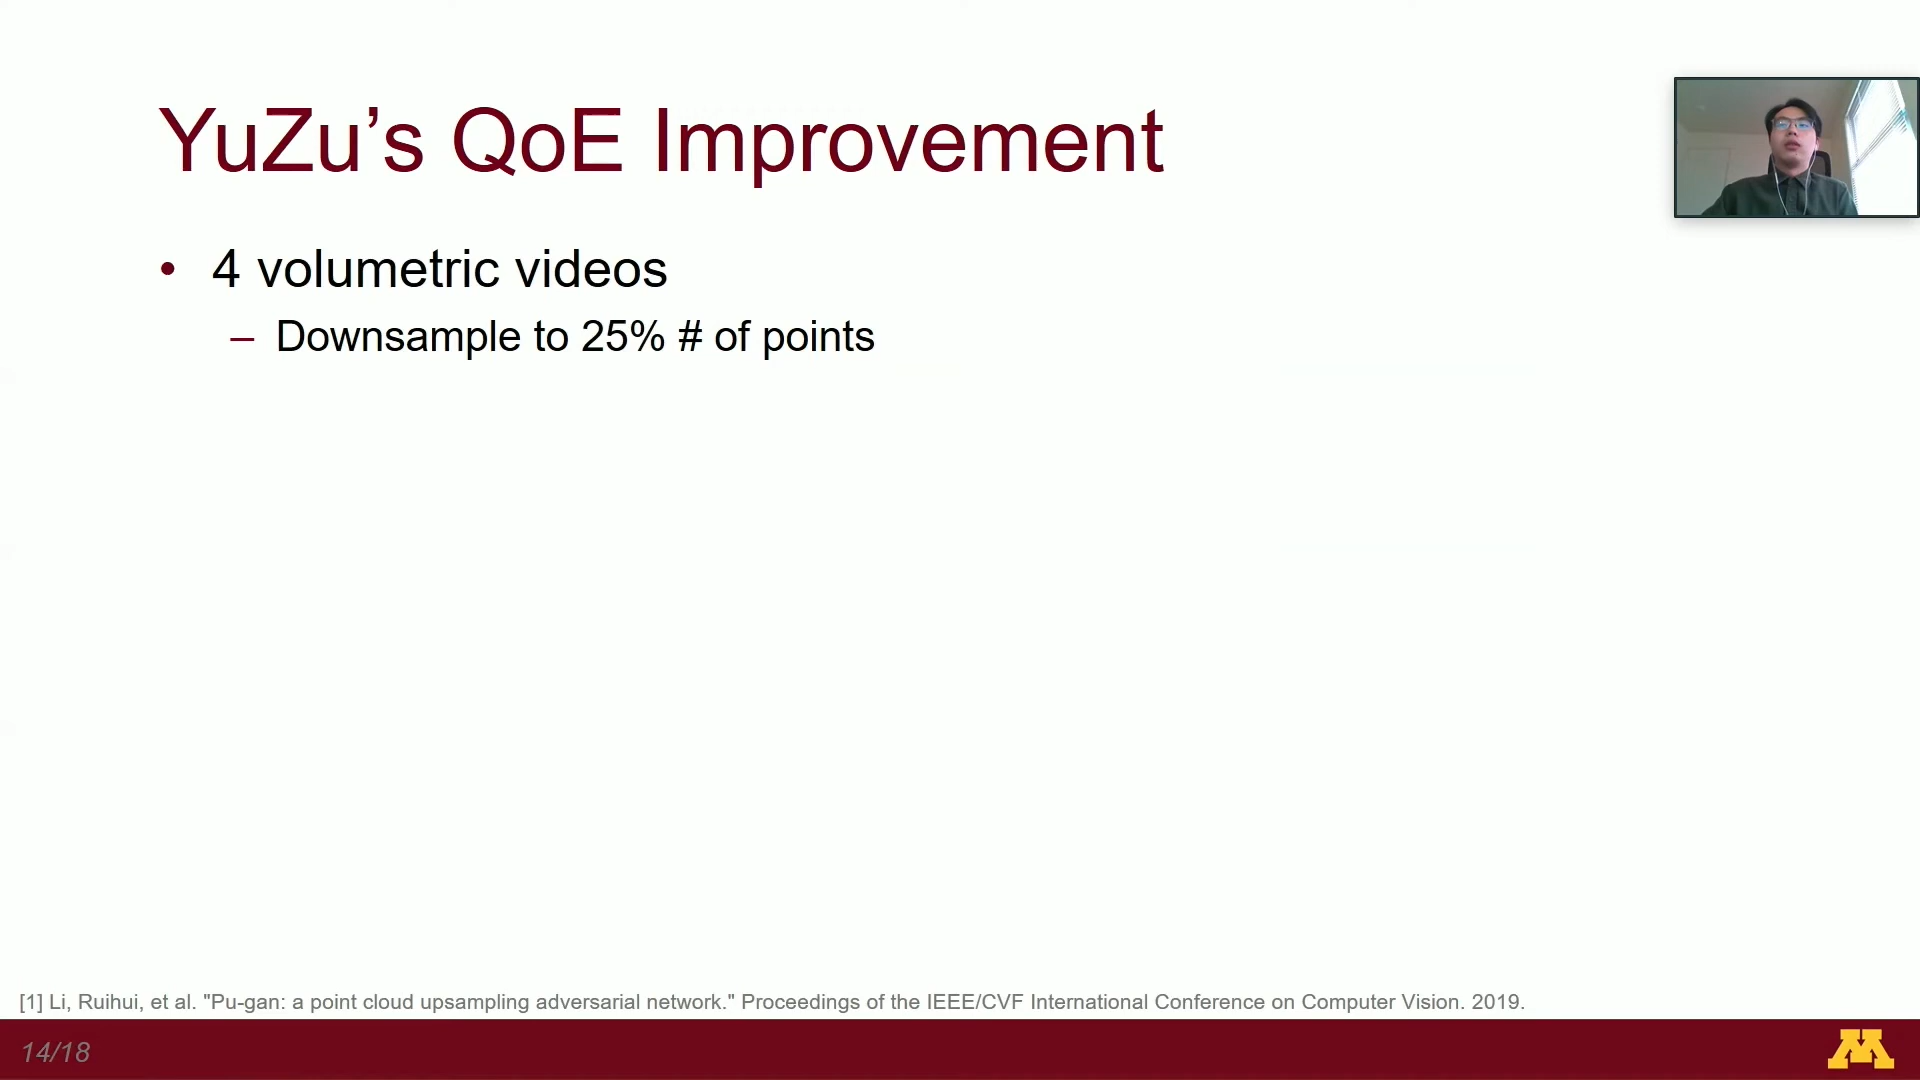 YuZu’s QoE Improvement
• 4 volumetric videos
– Downsample to 25% # of points
[1] Li, Ruihui, et al. "Pu-gan: a point cloud upsampling adversarial network." Proceedings of the IEEE/CVF International Conference on Computer Vision. 2019.
14/18
M